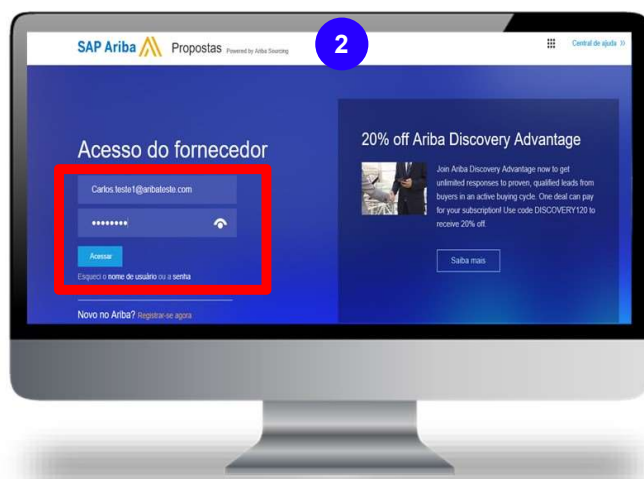 SAP Ariba Propostas Powered by Ariba Sourcing
2
Central de ajuda »
Acesso do fornecedor
Carlos.teste1@aribateste.com
••••••••
Acessar
Esqueci o nome de usuário ou a senha
Novo no Ariba? Registrar-se agora
20% off Ariba Discovery Advantage
Join Ariba Discovery Advantage now to get
unlimited responses to proven, qualified leads from
buyers in an active buying cycle. One deal can pay
for your subscription! Use code DISCOVERY120 to
receive 20% off.
Saiba mais